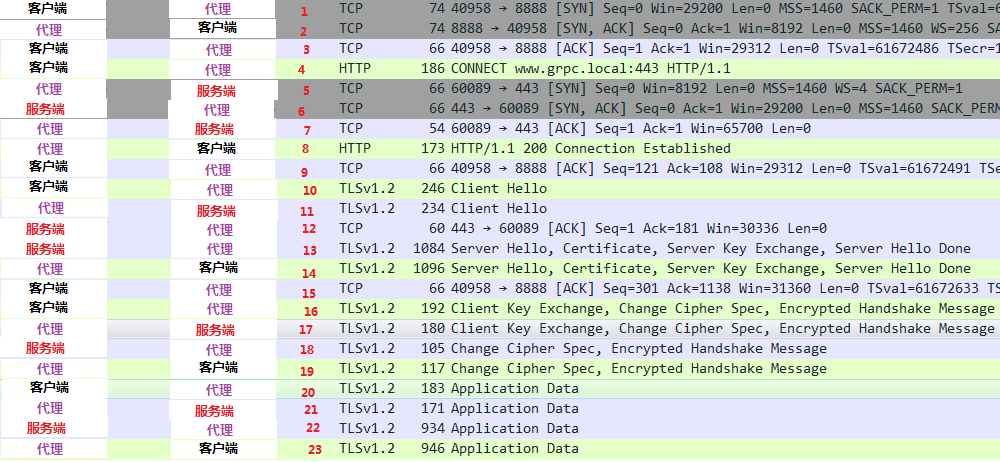 客户端 代理 1 TCP 74 40958 → 8888 [SYN] Seq=0 Win=29200 Len=0 MSS=1460 SACK_PERM=1 TSval=6
代理 客户端 2 TCP 74 8888 → 40958 [SYN, ACK] Seq=0 Ack=1 Win=8192 Len=0 MSS=1460 WS=256 SA
客户端 代理 3 TCP 66 40958 → 8888 [ACK] Seq=1 Ack=1 Win=29312 Len=0 TSval=61672486 TSecr=1
客户端 代理 4 HTTP 186 CONNECT www.grpc.local:443 HTTP/1.1
代理 服务端 5 TCP 66 60089 → 443 [SYN] Seq=0 Win=8192 Len=0 MSS=1460 WS=4 SACK_PERM=1
服务端 代理 6 TCP 66 443 → 60089 [SYN, ACK] Seq=0 Ack=1 Win=29200 Len=0 MSS=1460 SACK_PERM
代理 服务端 7 TCP 54 60089 → 443 [ACK] Seq=1 Ack=1 Win=65700 Len=0
代理 客户端 8 HTTP 173 HTTP/1.1 200 Connection Established
客户端 代理 9 TCP 66 40958 → 8888 [ACK] Seq=121 Ack=108 Win=29312 Len=0 TSval=61672491 TSe
客户端 代理 10 TLSv1.2 246 Client Hello
代理 服务端 11 TLSv1.2 234 Client Hello
服务端 代理 12 TCP 60 443 → 60089 [ACK] Seq=1 Ack=181 Win=30336 Len=0
服务端 代理 13 TLSv1.2 1084 Server Hello, Certificate, Server Key Exchange, Server Hello Done
代理 客户端 14 TLSv1.2 1096 Server Hello, Certificate, Server Key Exchange, Server Hello Done
客户端 代理 15 TCP 66 40958 → 8888 [ACK] Seq=301 Ack=1138 Win=31360 Len=0 TSval=61672633 TS
客户端 代理 16 TLSv1.2 192 Client Key Exchange, Change Cipher Spec, Encrypted Handshake Message
代理 服务端 17 TLSv1.2 180 Client Key Exchange, Change Cipher Spec, Encrypted Handshake Message
服务端 代理 18 TLSv1.2 105 Change Cipher Spec, Encrypted Handshake Message
代理 客户端 19 TLSv1.2 117 Change Cipher Spec, Encrypted Handshake Message
客户端 代理 20 TLSv1.2 183 Application Data
代理 服务端 21 TLSv1.2 171 Application Data
服务端 代理 22 TLSv1.2 934 Application Data
代理 客户端 23 TLSv1.2 946 Application Data